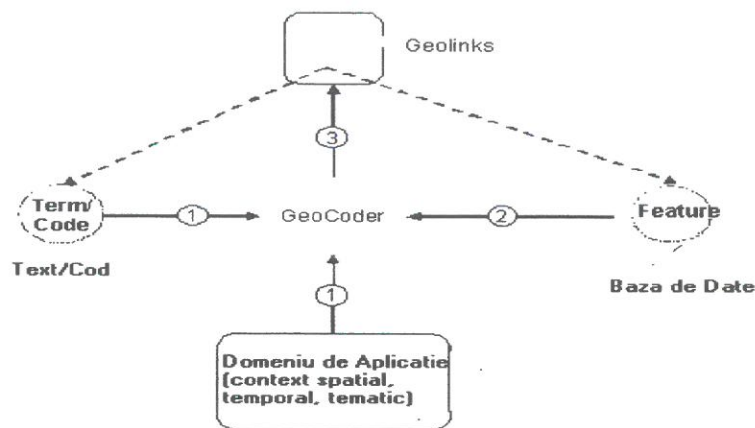 Geolinks
3
Term/
Code
1
GeoCoder
2
Feature
Text/Cod
Baza de Date
1
Domeniu de Aplicatie
(context spatial,
temporal, tematic)